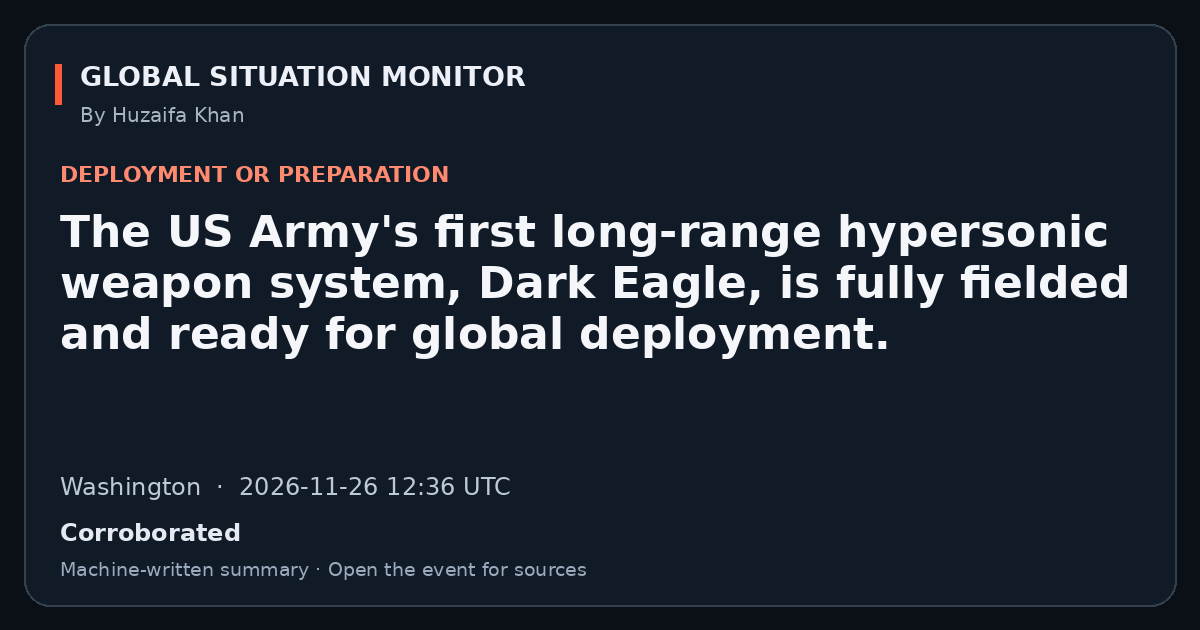 GLOBAL SITUATION MONITOR
By Huzaifa Khan
DEPLOYMENT OR PREPARATION
The US Army's first long-range hypersonic
weapon system, Dark Eagle, is fully fielded
and ready for global deployment.
Washington · 2026-11-26 12:36 UTC
Corroborated
Machine-written summary · Open the event for sources